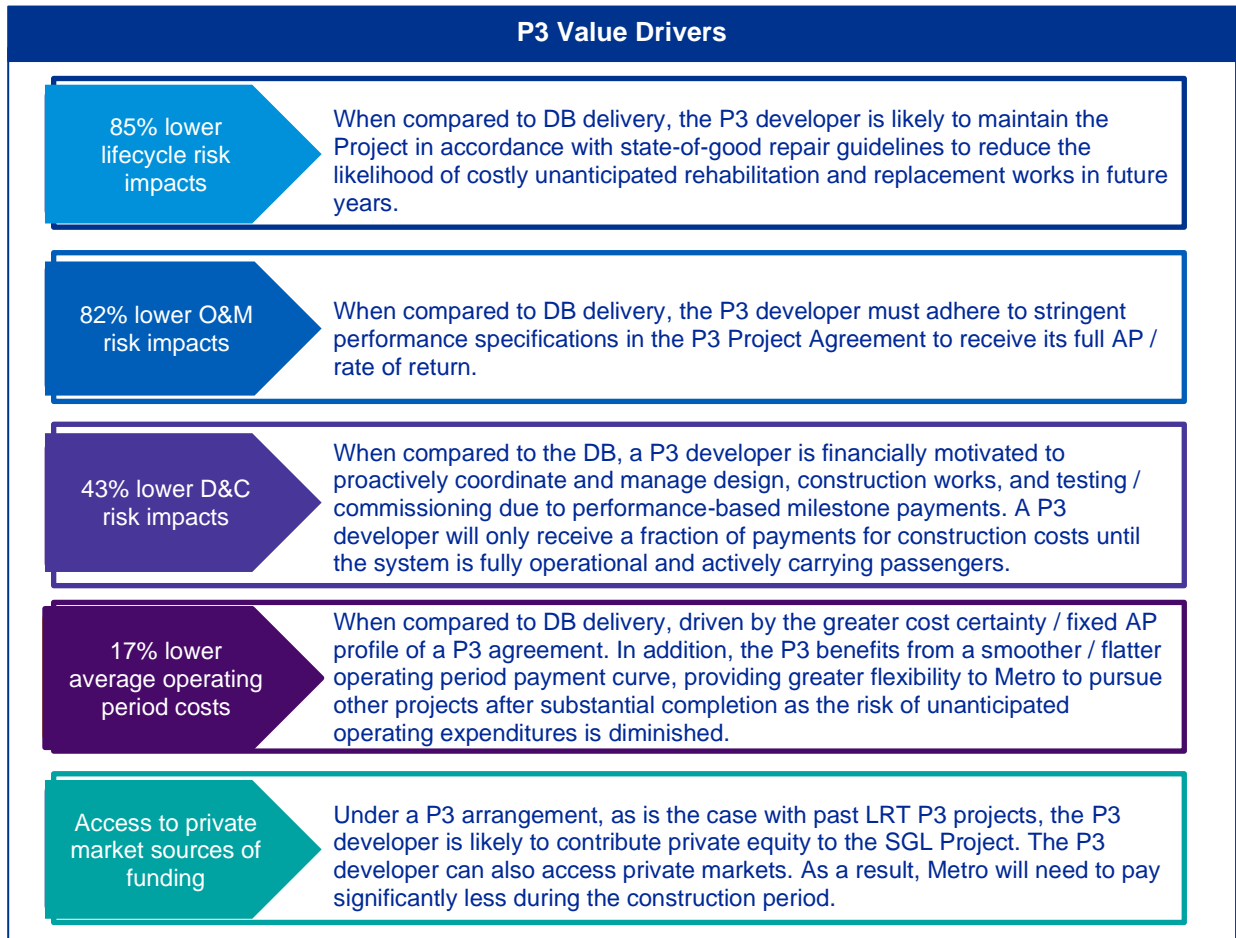 P3 Value Drivers
85% lower
lifecycle risk
impacts
When compared to DB delivery, the P3 developer is likely to maintain the
Project in accordance with state-of-good repair guidelines to reduce the
likelihood of costly unanticipated rehabilitation and replacement works in future
years.
82% lower O&M
risk impacts
When compared to DB delivery, the P3 developer must adhere to stringent
performance specifications in the P3 Project Agreement to receive its full AP /
rate of return.
43% lower D&C
risk impacts
When compared to the DB, a P3 developer is financially motivated to
proactively coordinate and manage design, construction works, and testing /
commissioning due to performance-based milestone payments. A P3
developer will only receive a fraction of payments for construction costs until
the system is fully operational and actively carrying passengers.
17% lower
average operating
period costs
When compared to DB delivery, driven by the greater cost certainty / fixed AP
profile of a P3 agreement. In addition, the P3 benefits from a smoother / flatter
operating period payment curve, providing greater flexibility to Metro to pursue
other projects after substantial completion as the risk of unanticipated
operating expenditures is diminished.
Access to private
market sources of
funding
Under a P3 arrangement, as is the case with past LRT P3 projects, the P3
developer is likely to contribute private equity to the SGL Project. The P3
developer can also access private markets. As a result, Metro will need to pay
significantly less during the construction period.